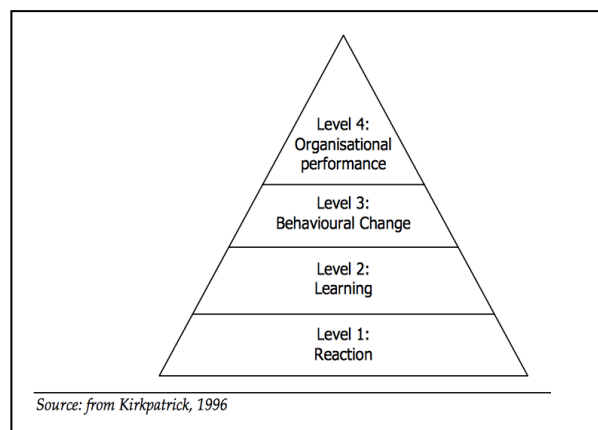 Level 4:
Organisational
performance
Level 3:
Behavioural Change
Level 2:
Learning
Level 1:
Reaction
Source: from Kirkpatrick, 1996